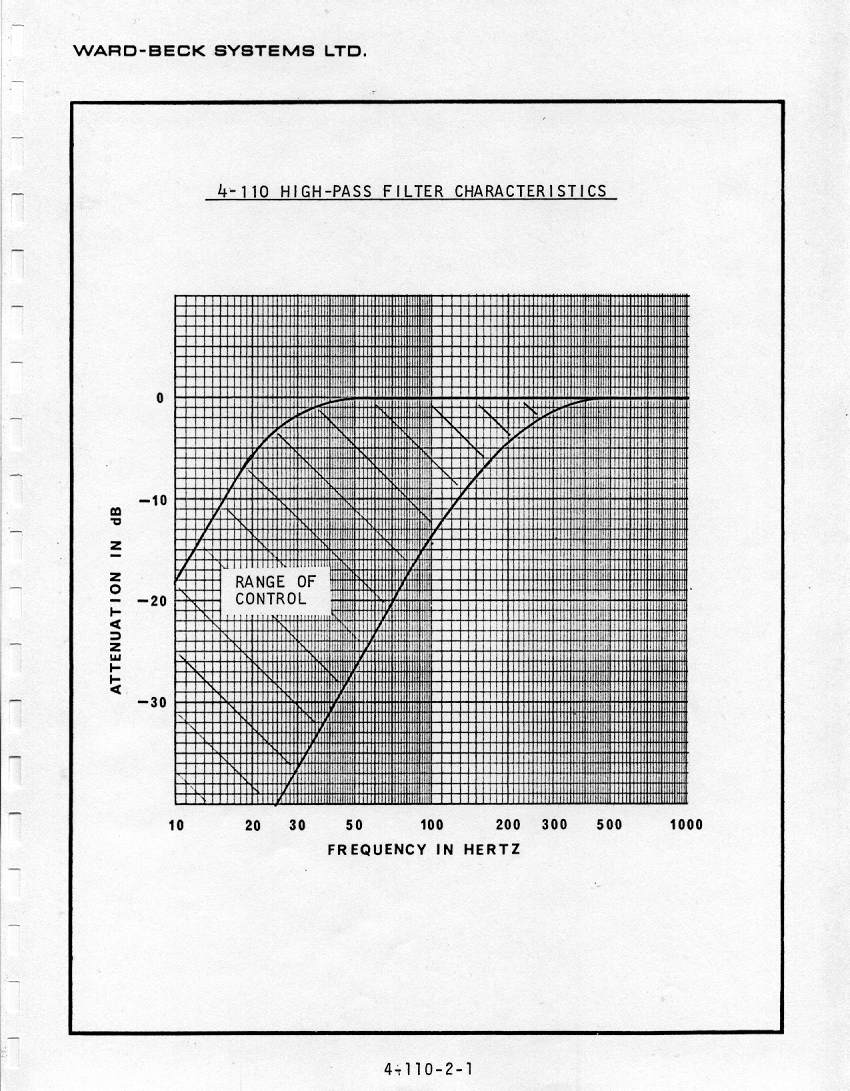 WARD-BECK SYSTEMS LTD.
4-110 HIGH-PASS FILTER CHARACTERISTICS
0
-10
-20
-30
ATTENUATION IN dB
RANGE OF
CONTROL
10 20 30 50 100 200 300 500 1000
FREQUENCY IN HERTZ
4-110-2-1